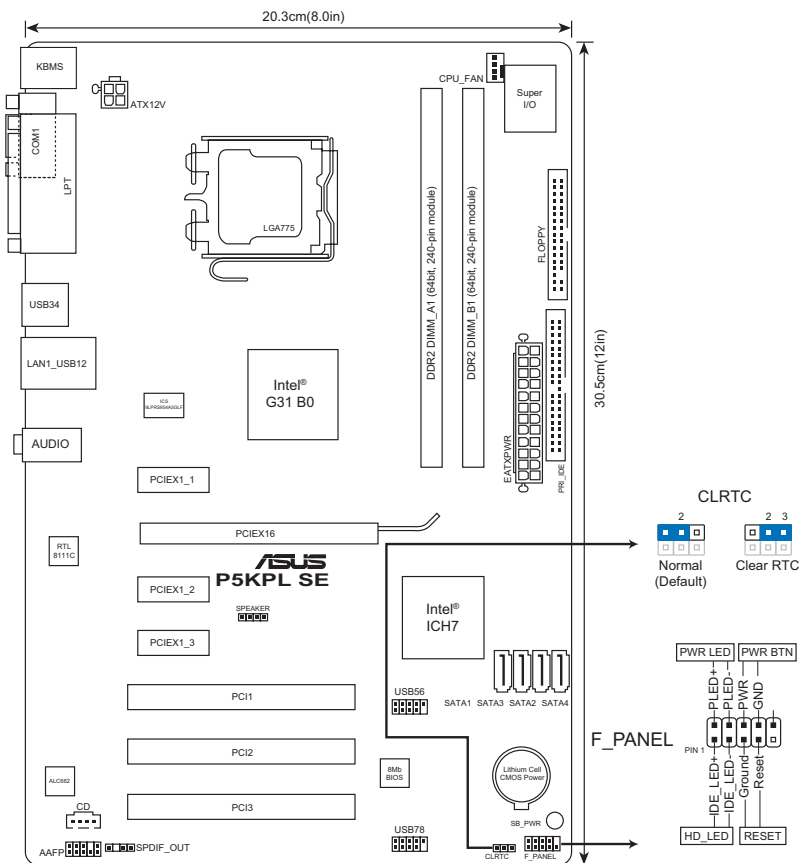 20.3cm(8.0in)
KBMS
ATX12V
CPU_FAN
Super
I/O
COM1
LPT
LGA775
DDR2 DIMM_A1 (64bit, 240-pin module)
DDR2 DIMM_B1 (64bit, 240-pin module)
FLOPPY
30.5cm(12in)
USB34
LAN1_USB12
ICS
Intel®
G31 B0
EATXPWR
PRI_IDE
AUDIO
PCIEX1_1
CLRTC
2
2 3
Normal
(Default)
Clear RTC
PCIEX16
RTL
8111C
ASUS
P5KPL SE
PCIEX1_2
SPEAKER
Intel®
ICH7
PCIEX1_3
PWR LED
PWR BTN
PLED+
PLED-
PWR
GND
PCI1
USB56
SATA1 SATA3 SATA2 SATA4
F_PANEL
PIN 1
IDE_LED+
IDE_LED-
Ground
Reset
HD_LED
RESET
PCI2
8Mb
BIOS
Lithium Cell
CMOS Power
ALC662
CD
PCI3
SB_PWR
AAFP
SPDIF_OUT
USB78
CLRTC
F_PANEL